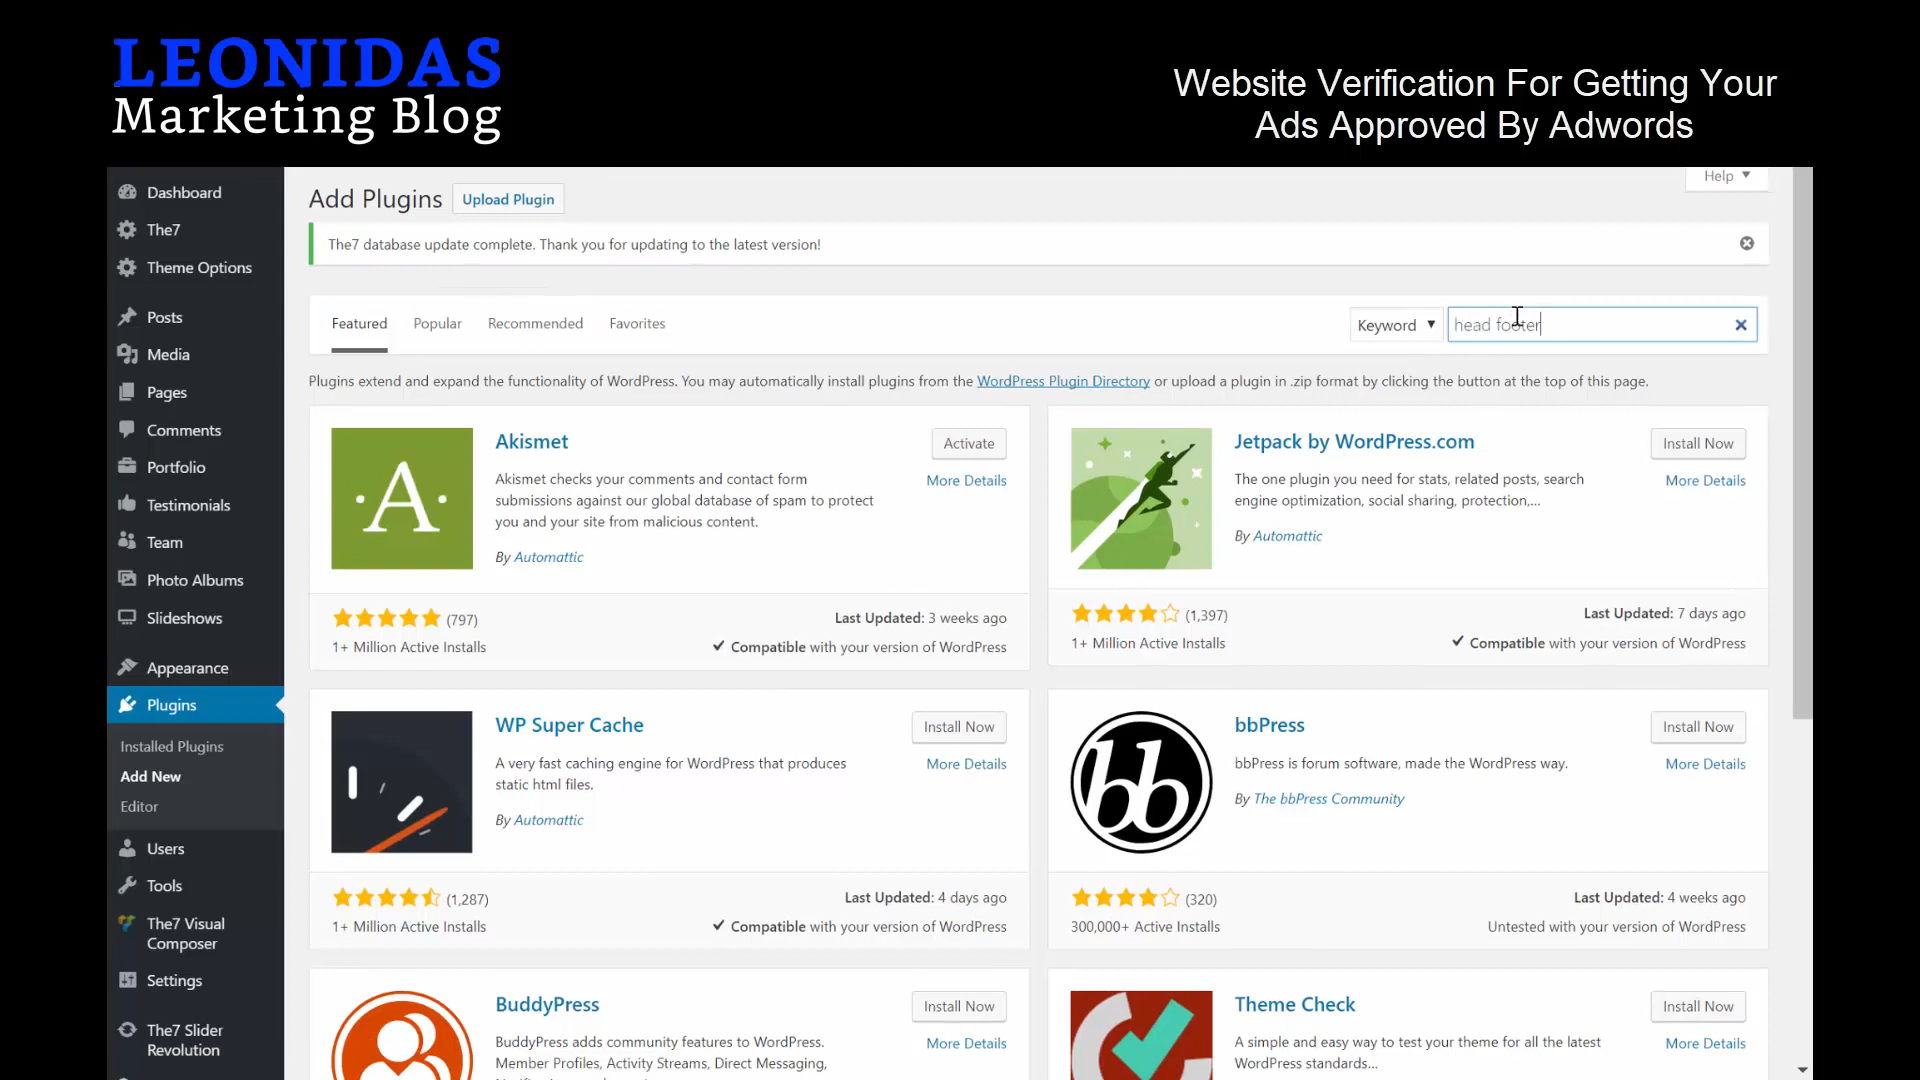 LEONIDAS
Marketing Blog
Website Verification For Getting Your
Ads Approved By Adwords
Dashboard
The7
Theme Options
Posts
Media
Pages
Comments
Portfolio
Testimonials
Team
Photo Albums
Slideshows
Appearance
Plugins
Installed Plugins
Add New
Editor
Users
Tools
The7 Visual
Composer
Settings
The7 Slider
Revolution
Help
Add Plugins
Upload Plugin
The7 database update complete. Thank you for updating to the latest version!
Featured Popular Recommended Favorites
Keyword
head footer
Plugins extend and expand the functionality of WordPress. You may automatically install plugins from the WordPress Plugin Directory or upload a plugin in .zip format by clicking the button at the top of this page.
A
Akismet
Activate
More Details
Akismet checks your comments and contact form
submissions against our global database of spam to protect
you and your site from malicious content.
By Automattic
(797)
Last Updated: 3 weeks ago
1+ Million Active Installs
Compatible with your version of WordPress
Jetpack by WordPress.com
Install Now
More Details
The one plugin you need for stats, related posts, search
engine optimization, social sharing, protection,...
By Automattic
(1,397)
Last Updated: 7 days ago
1+ Million Active Installs
Compatible with your version of WordPress
WP Super Cache
Install Now
More Details
A very fast caching engine for WordPress that produces
static html files.
By Automattic
(1,287)
Last Updated: 4 days ago
1+ Million Active Installs
Compatible with your version of WordPress
bb
bbPress
Install Now
More Details
bbPress is forum software, made the WordPress way.
By The bbPress Community
(320)
Last Updated: 4 weeks ago
300,000+ Active Installs
Untested with your version of WordPress
BuddyPress
Install Now
More Details
BuddyPress adds community features to WordPress.
Member Profiles, Activity Streams, Direct Messaging,
Theme Check
Install Now
More Details
A simple and easy way to test your theme for all the latest
WordPress standards...